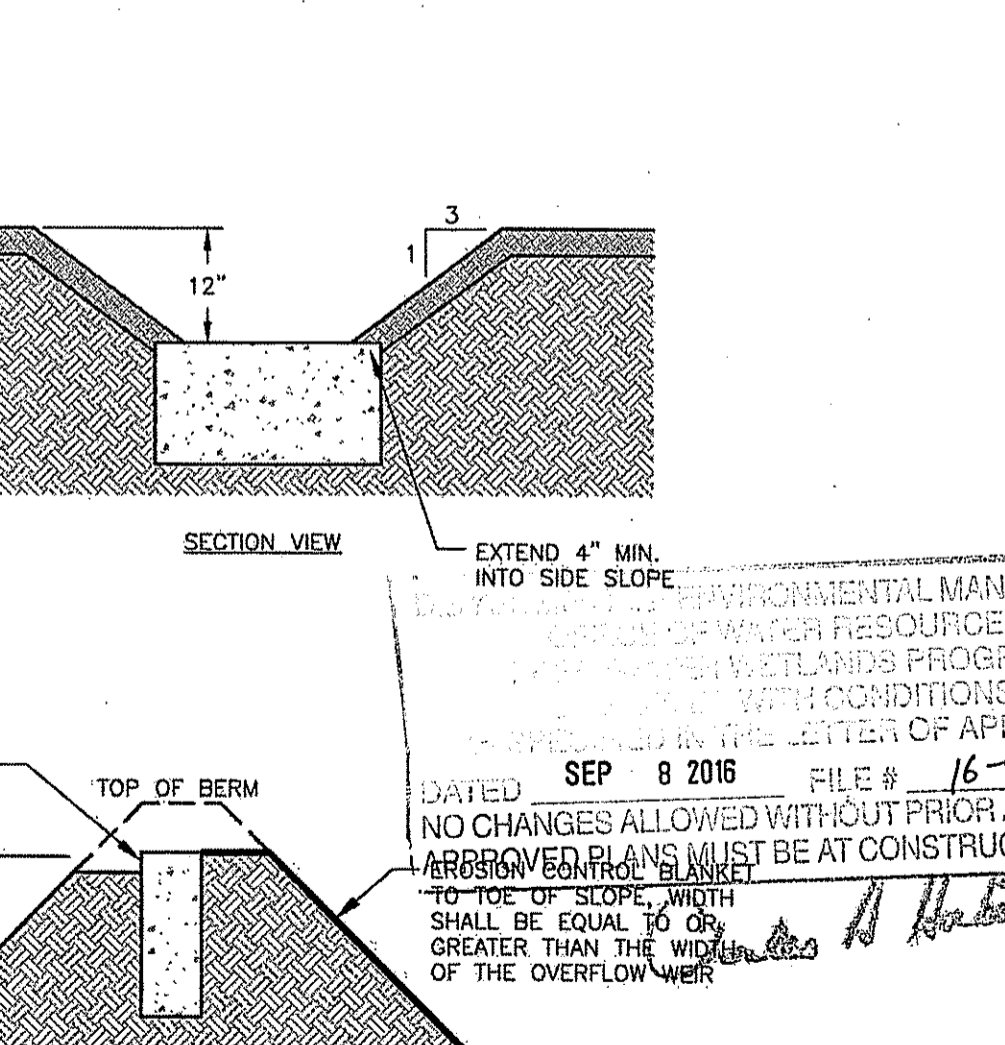 3
1
12"
SECTION VIEW
EXTEND 4" MIN.
INTO SIDE SLOPE
ENVIRONMENTAL MAN
OF WATER RESOURCE
WETLANDS PROGR
WITH CONDITIONS
IN THE LETTER OF AP
DATED SEP 8 2016 FILE # 16-
NO CHANGES ALLOWED WITHOUT PRIOR
APPROVED PLANS MUST BE AT CONSTRUC
TOP OF BERM
EROSION CONTROL BLANKET
TO TOE OF SLOPE, WIDTH
SHALL BE EQUAL TO OR
GREATER THAN THE WIDTH
OF THE OVERFLOW WEIR